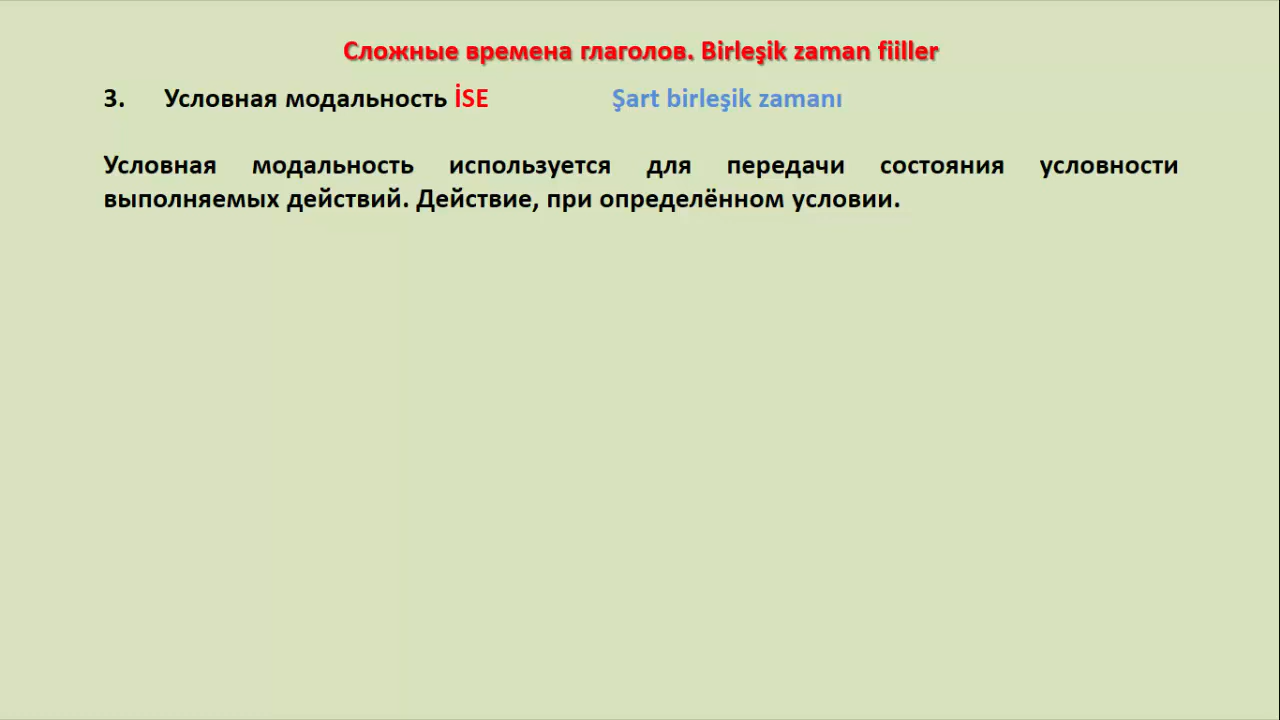 Сложные времена глаголов. Birleşik zaman fiiller
3. Условная модальность İSE Şart birleşik zamanı
Условная модальность используется для передачи состояния условности
выполняемых действий. Действие, при определённом условии.